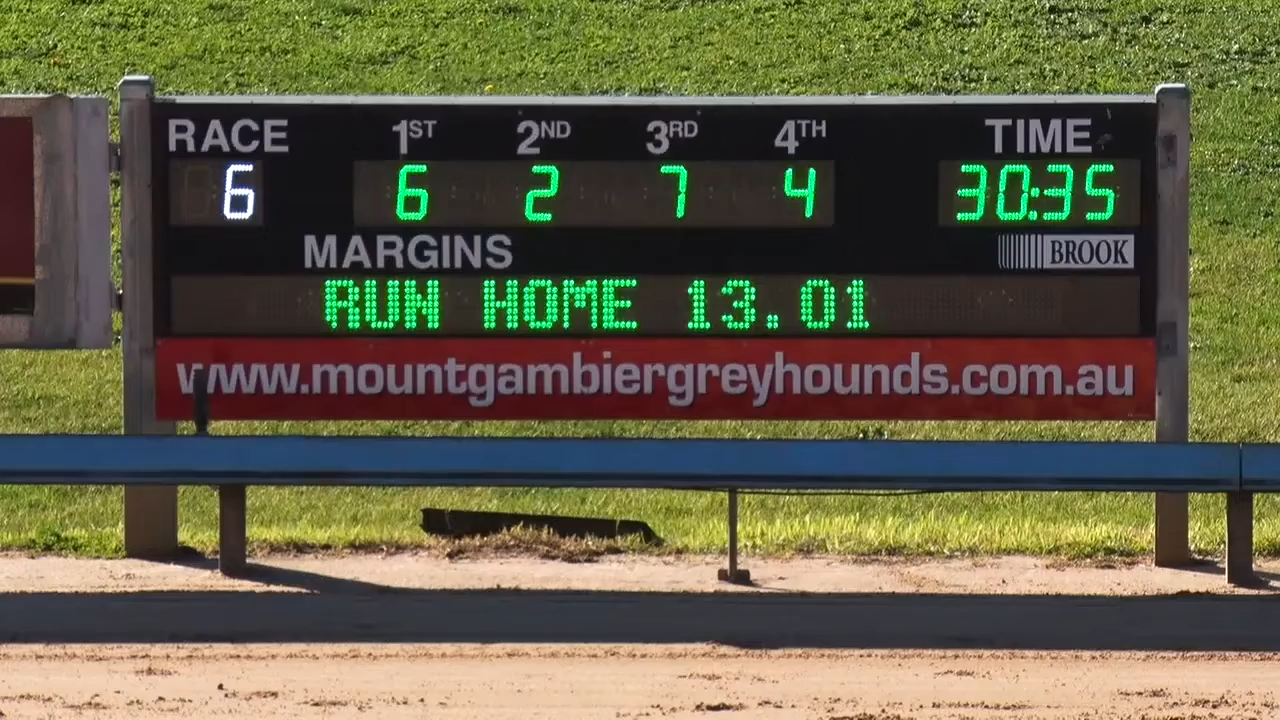 RACE 1ST 2ND 3RD 4TH TIME
6 6 2 7 4 30:35
MARGINS BROOK
RUN HOME 13.01
www.mountgambiergreyhounds.com.au